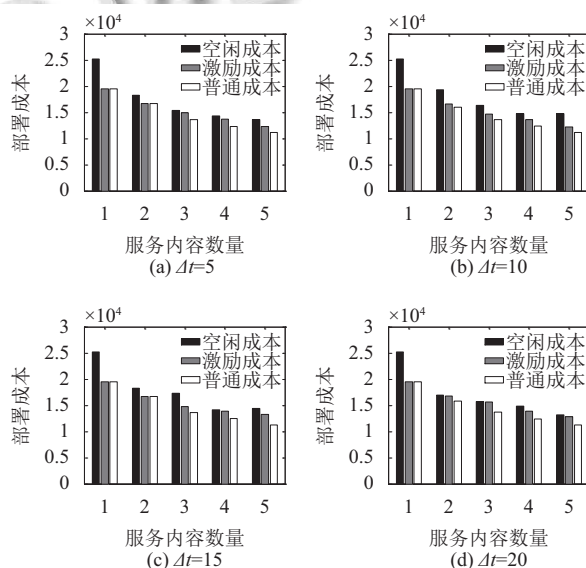 ×10⁴
3
2.5
2
1.5
1
0.5
0
部署成本
空闲成本
激励成本
普通成本
1 2 3 4 5
服务内容数量
(a) Δt=5
×10⁴
3
2.5
2
1.5
1
0.5
0
部署成本
空闲成本
激励成本
普通成本
1 2 3 4 5
服务内容数量
(b) Δt=10
×10⁴
3
2.5
2
1.5
1
0.5
0
部署成本
空闲成本
激励成本
普通成本
1 2 3 4 5
服务内容数量
(c) Δt=15
×10⁴
3
2.5
2
1.5
1
0.5
0
部署成本
空闲成本
激励成本
普通成本
1 2 3 4 5
服务内容数量
(d) Δt=20